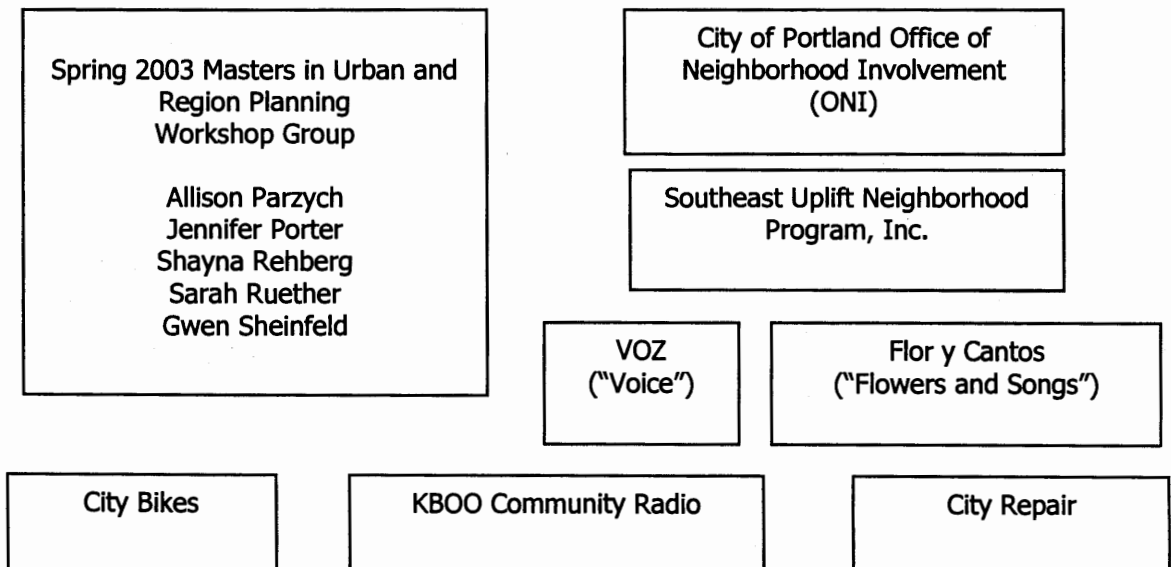 Spring 2003 Masters in Urban and
Region Planning
Workshop Group
Allison Parzych
Jennifer Porter
Shayna Rehberg
Sarah Ruether
Gwen Sheinfeld
City of Portland Office of
Neighborhood Involvement
(ONI)
Southeast Uplift Neighborhood
Program, Inc.
VOZ
("Voice")
Flor y Cantos
("Flowers and Songs")
City Bikes
KBOO Community Radio
City Repair